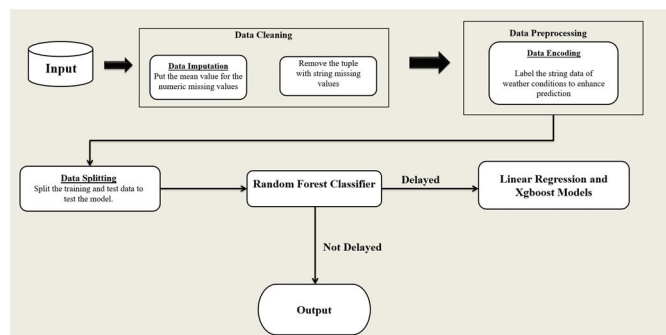 Data Cleaning
Data Preprocessing
Input
Data Imputation
Put the mean value for the
numeric missing values
Remove the tuple
with string missing
values
Data Encoding
Label the string data of
weather conditions to enhance
prediction
Data Splitting
Split the training and test data to
test the model.
Random Forest Classifier
Delayed
Linear Regression and
Xgboost Models
Not Delayed
Output